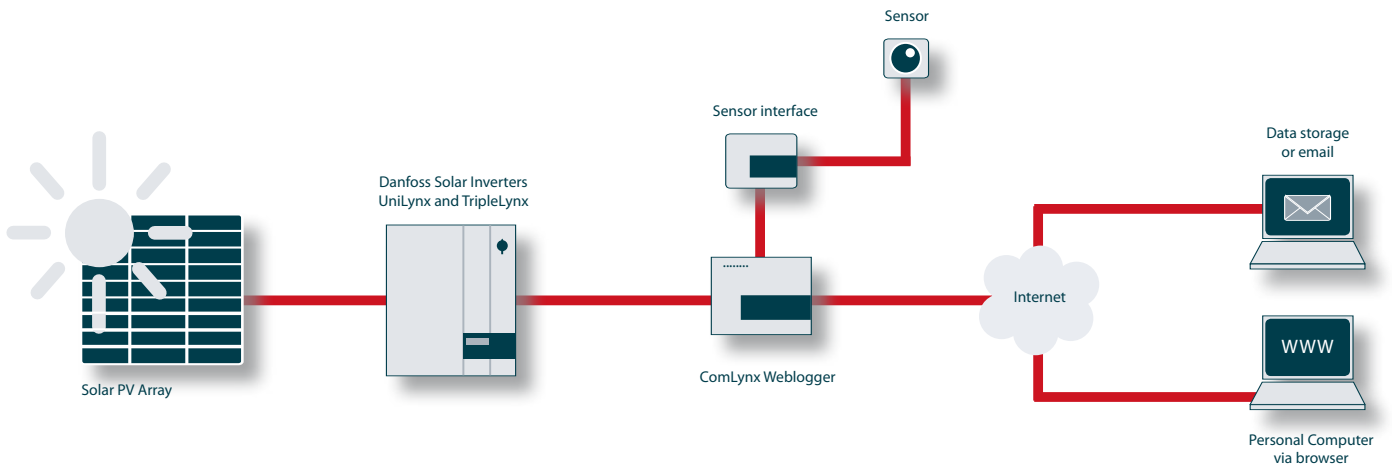 Sensor
Sensor interface
Data storage
or email
Danfoss Solar Inverters
UniLynx and TripleLynx
Internet
WWW
ComLynx Weblogger
Solar PV Array
Personal Computer
via browser